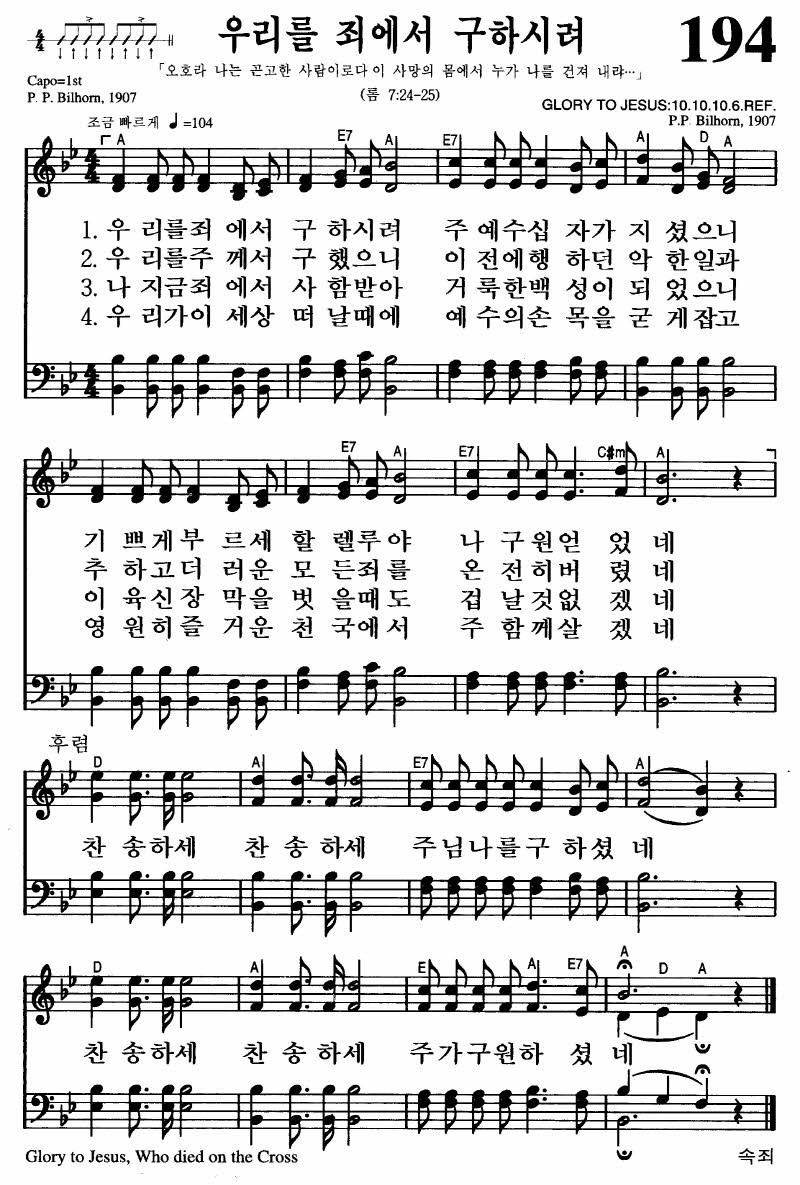 우리를 죄에서 구하시려
194
「오호라 나는 곤고한 사람이로다 이 사망의 몸에서 누가 나를 건져 내랴…」
Capo=1st
(롬 7:24-25)
P. P. Bilhorn, 1907
GLORY TO JESUS:10.10.10.6.REF.
조금 빠르게 ♩=104
P.P. Bilhorn, 1907
A E7 A E7 A D A
1. 우 리를죄 에서 구 하시려 주 예수십 자가 지 셨으니
2. 우 리를주 께서 구 했으니 이 전에행 하던 악 한일과
3. 나 지금죄 에서 사 함받아 거 룩한백 성이 되 었으니
4. 우 리가이 세상 떠 날때에 예 수의손 목을 굳 게잡고
E7 A E7 C#m A
기 쁘게부 르세 할 렐루야 나 구원얻 었 네
추 하고더 러운 모 든죄를 온 전히버 렸 네
이 육신장 막을 벗 을때도 겁 날것없 겠 네
영 원히즐 거운 천 국에서 주 함께살 겠 네
후렴
D A E7 A
찬 송하세 찬 송하세 주님나를구 하셨 네
D A E A E7 A D A
찬 송하세 찬 송하세 주가구원하 셨 네
Glory to Jesus, Who died on the Cross
속죄